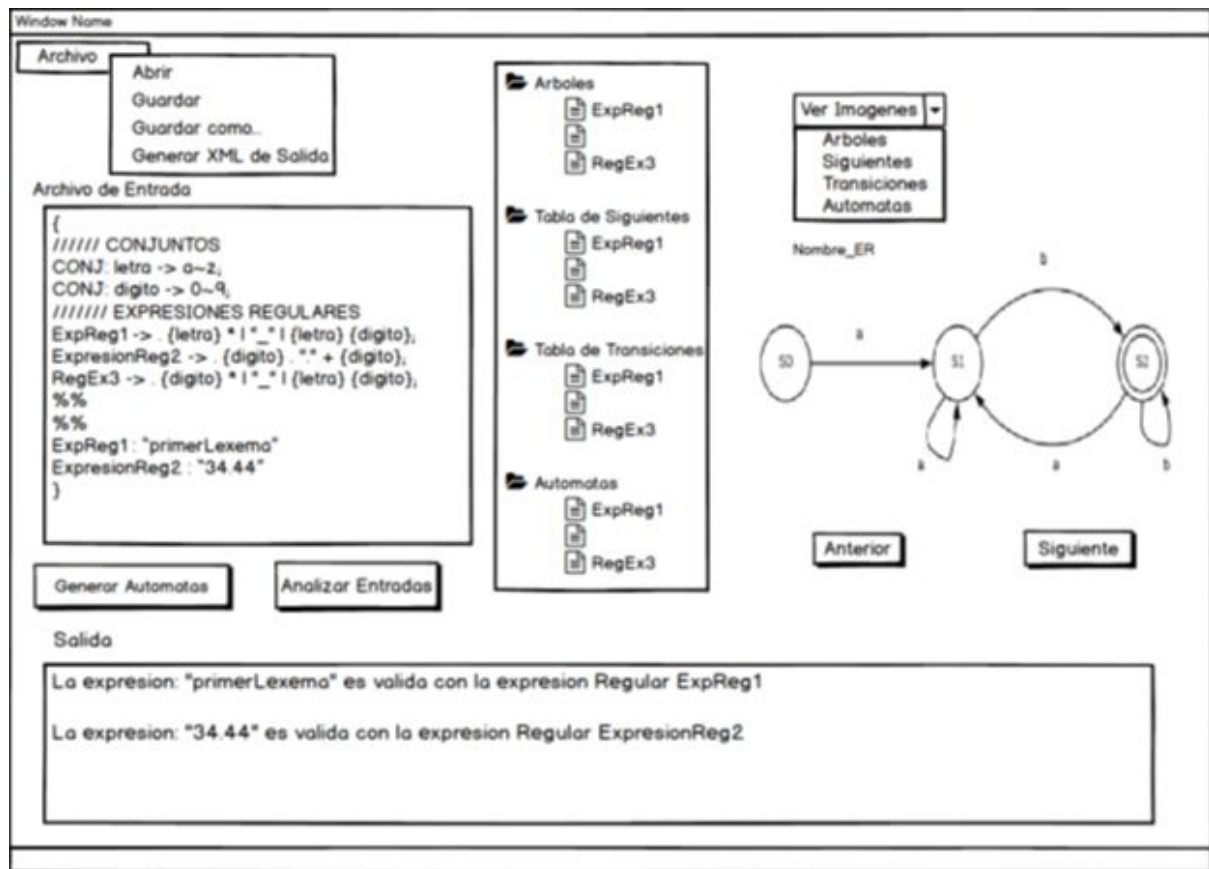 Window Name
Archivo
Abrir
Guardar
Guardar como..
Generar XML de Salida
Archivo de Entrada
{
////// CONJUNTOS
CONJ: letra -> a~z;
CONJ: digito -> 0~9;
/////// EXPRESIONES REGULARES
ExpReg1 -> . {letra} * | "_" | {letra} {digito};
ExpresionReg2 -> . {digito} . "." + {digito};
RegEx3 -> . {digito} * | "_" | {letra} {digito};
%%
%%
ExpReg1 : "primerLexema"
ExpresionReg2 : "34.44"
}
Generar Automatas
Analizar Entradas
Arboles
ExpReg1
RegEx3
Tabla de Siguientes
ExpReg1
RegEx3
Tabla de Transiciones
ExpReg1
RegEx3
Automatas
ExpReg1
RegEx3
Ver Imagenes
Arboles
Siguientes
Transiciones
Automatas
Nombre_ER
b
a
S0
S1
S2
a
a
b
Anterior
Siguiente
Salida
La expresion: "primerLexema" es valida con la expresion Regular ExpReg1
La expresion: "34.44" es valida con la expresion Regular ExpresionReg2